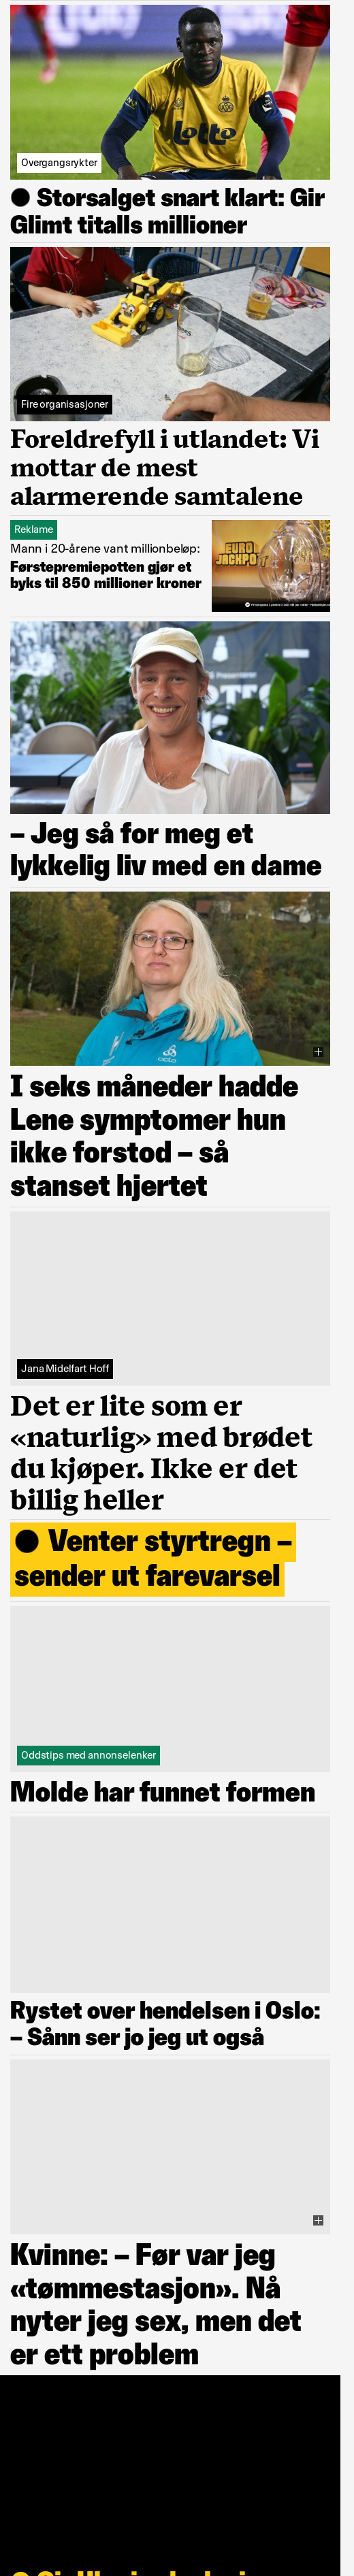 Lotto
Overgangsrykter
Storsalget snart klart: Gir
Glimt titalls millioner
Fire organisasjoner
Foreldrefyll i utlandet: Vi
mottar de mest
alarmerende samtalene
Reklame
Mann i 20-årene vant millionbeløp:
Førstepremiepotten gjør et
byks til 850 millioner kroner
EURO
JACKPOT
– Jeg så for meg et
lykkelig liv med en dame
octo
I seks måneder hadde
Lene symptomer hun
ikke forstod – så
stanset hjertet
Jana Midelfart Hoff
Det er lite som er
«naturlig» med brødet
du kjøper. Ikke er det
billig heller
Venter styrtregn –
sender ut farevarsel
Oddstips med annonselenker
Molde har funnet formen
Rystet over hendelsen i Oslo:
– Sånn ser jo jeg ut også
Kvinne: – Før var jeg
«tømmestasjon». Nå
nyter jeg sex, men det
er ett problem